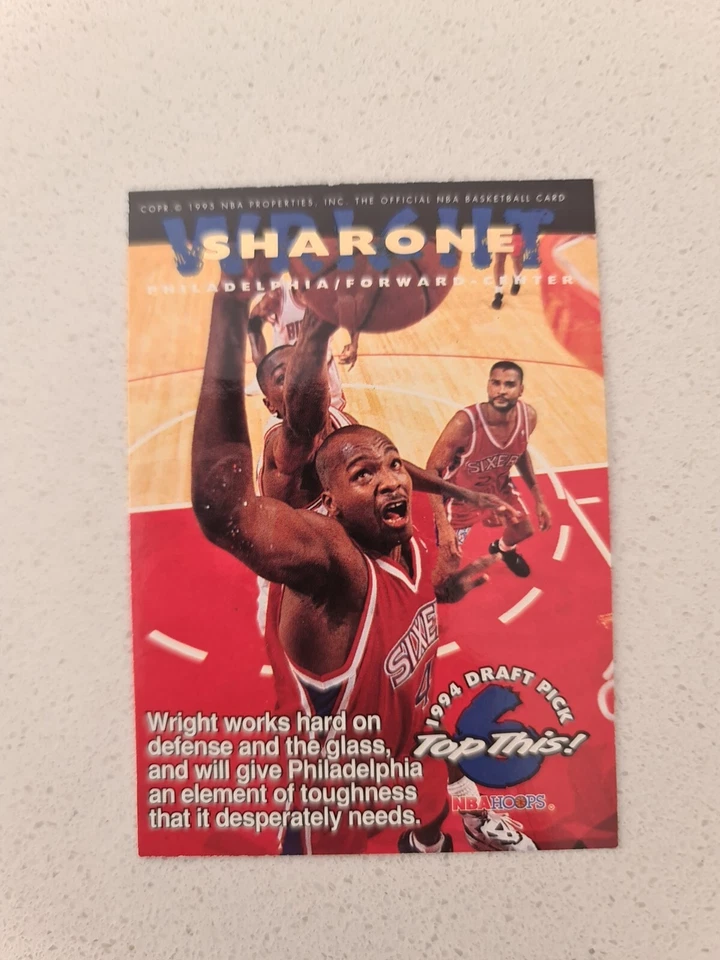 COPR © 1995 NBA PROPERTIES, INC. THE OFFICIAL NBA BASKETBALL CARD
WRIGHT
SHARONE
PHILADELPHIA/FORWARD-CENTER
SIXERS
SIXE
4
1994 DRAFT PICK
6
Top This!
NBA HOOPS
Wright works hard on
defense and the glass,
and will give Philadelphia
an element of toughness
that it desperately needs.